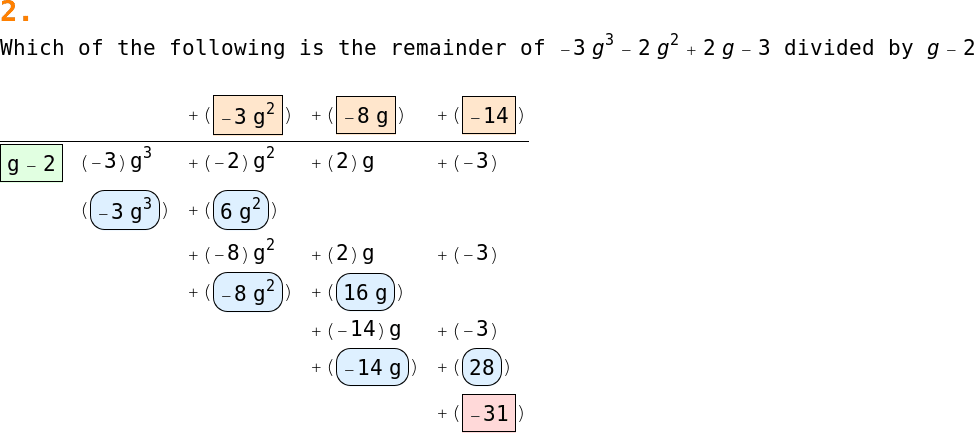 2.
Which of the following is the remainder of −3 g³ − 2 g² + 2 g − 3 divided by g − 2
+ ( −3 g² ) + ( −8 g ) + ( −14 )
g − 2 (−3) g³ + (−2) g² + (2) g + (−3)
( −3 g³ ) + ( 6 g² )
+ (−8) g² + (2) g + (−3)
+ ( −8 g² ) + ( 16 g )
+ (−14) g + (−3)
+ ( −14 g ) + ( 28 )
+ ( −31 )